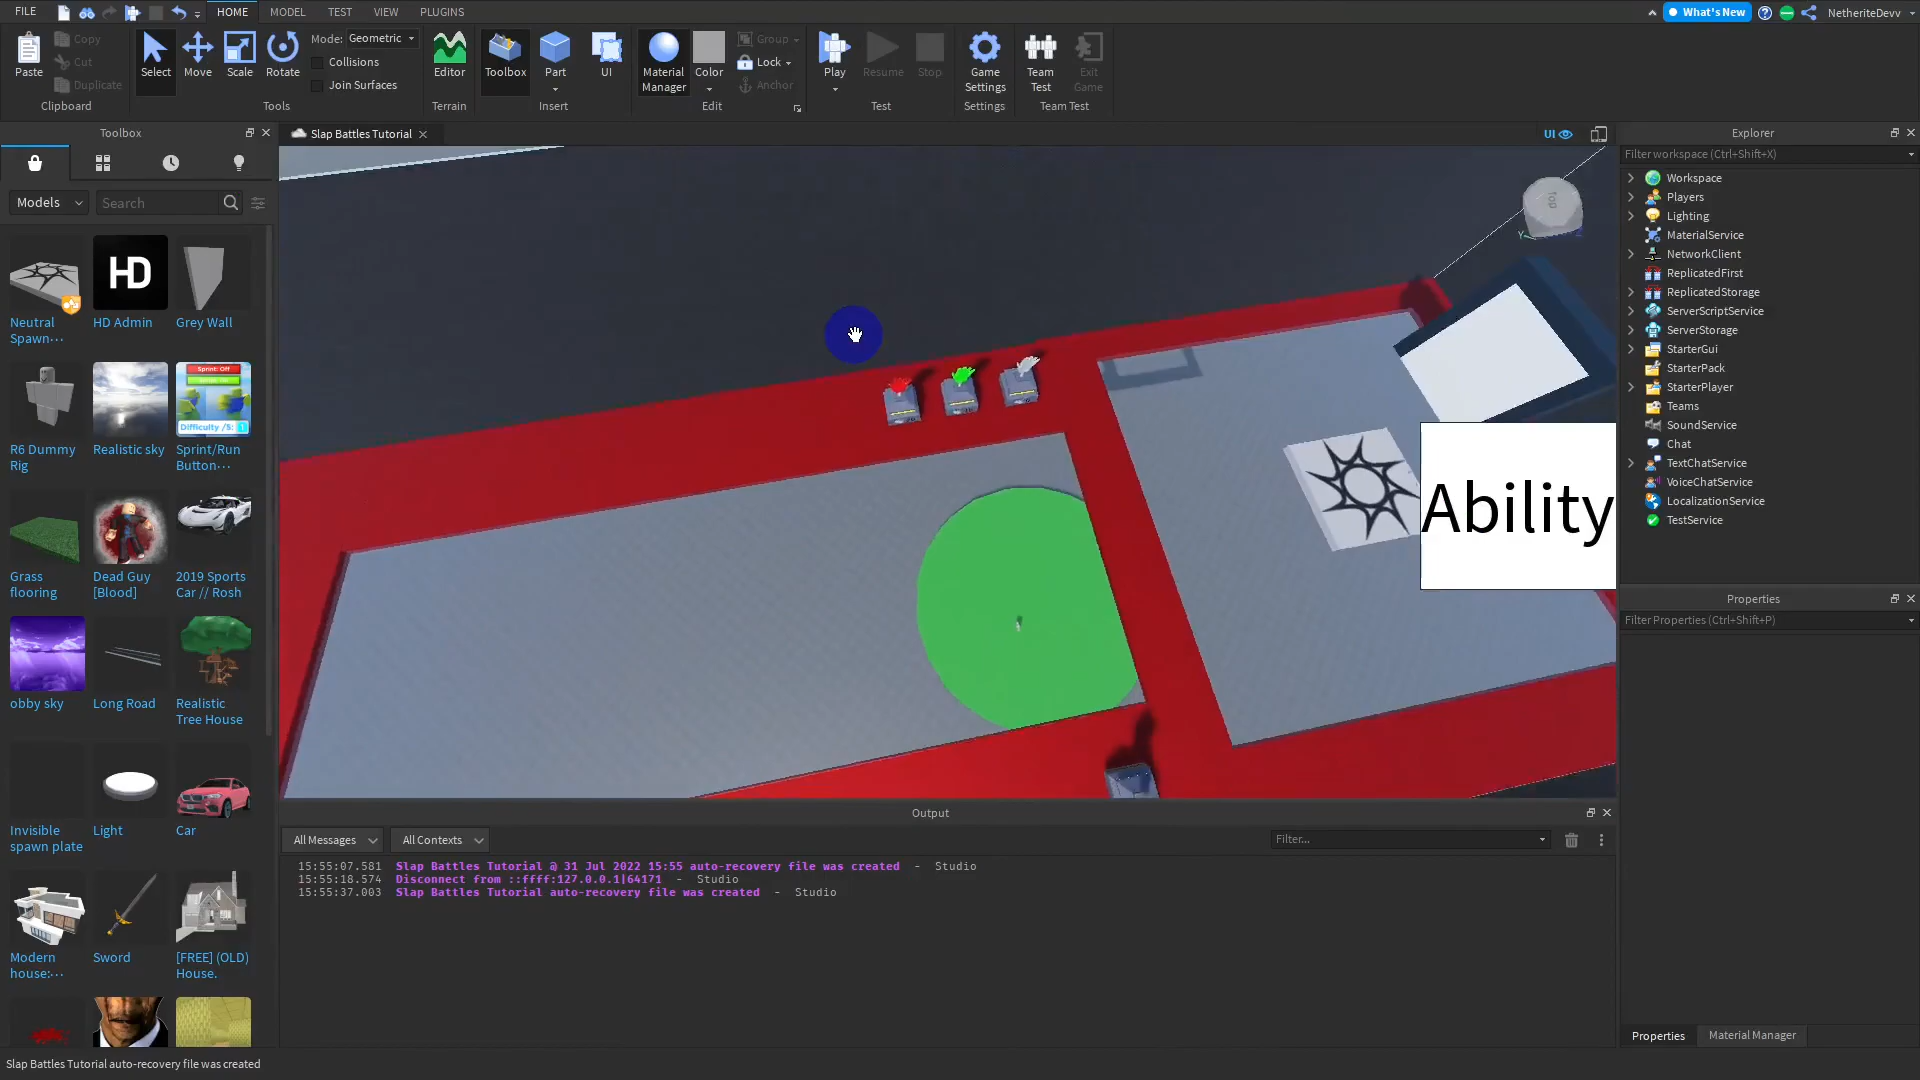 FILE
HOME
MODEL
TEST
VIEW
PLUGINS
What's New
NetheriteDevv
Paste
Copy
Cut
Duplicate
Clipboard
Select
Move
Scale
Rotate
Mode: Geometric
Collisions
Join Surfaces
Tools
Editor
Terrain
Toolbox
Part
UI
Insert
Material
Manager
Color
Group
Lock
Anchor
Edit
Play
Resume
Stop
Test
Game
Settings
Settings
Team
Test
Exit
Game
Team Test
Toolbox
Models
Search
Neutral
Spawn...
HD
HD Admin
Grey Wall
R6 Dummy
Rig
Realistic sky
Sprint: Off
Difficulty /5: 1
Sprint/Run
Button...
Grass
flooring
Dead Guy
[Blood]
2019 Sports
Car // Rosh
obby sky
Long Road
Realistic
Tree House
Invisible
spawn plate
Light
Car
Modern
house:...
Sword
[FREE] (OLD)
House.
Slap Battles Tutorial
UI
Top
Y
Ability
Explorer
Filter workspace (Ctrl+Shift+X)
Workspace
Players
Lighting
MaterialService
NetworkClient
ReplicatedFirst
ReplicatedStorage
ServerScriptService
ServerStorage
StarterGui
StarterPack
StarterPlayer
Teams
SoundService
Chat
TextChatService
VoiceChatService
LocalizationService
TestService
Properties
Filter Properties (Ctrl+Shift+P)
Properties
Material Manager
Output
All Messages
All Contexts
Filter...
15:55:07.581 Slap Battles Tutorial @ 31 Jul 2022 15:55 auto-recovery file was created - Studio
15:55:18.574 Disconnect from ::ffff:127.0.0.1|64171 - Studio
15:55:37.003 Slap Battles Tutorial auto-recovery file was created - Studio
Slap Battles Tutorial auto-recovery file was created